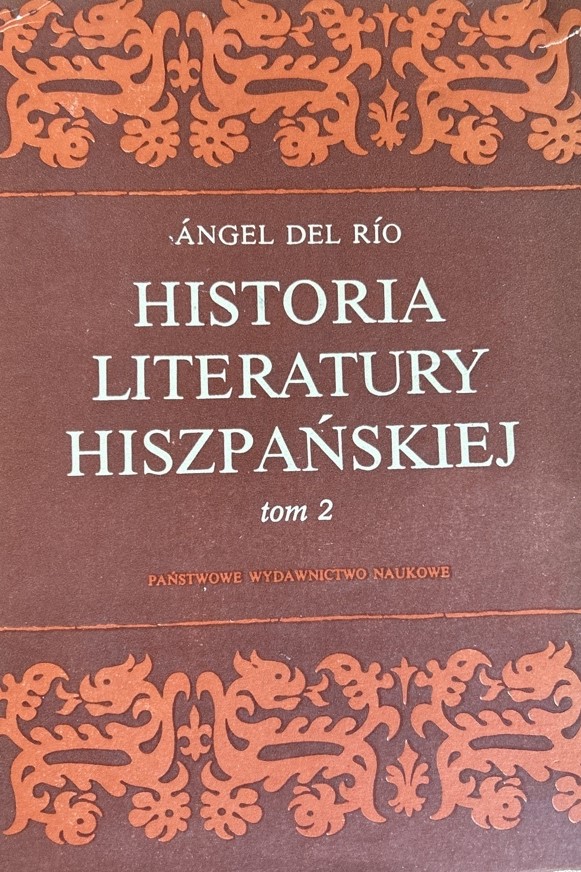 ÁNGEL DEL RÍO
HISTORIA
LITERATURY
HISZPAŃSKIEJ
tom 2
PAŃSTWOWE WYDAWNICTWO NAUKOWE